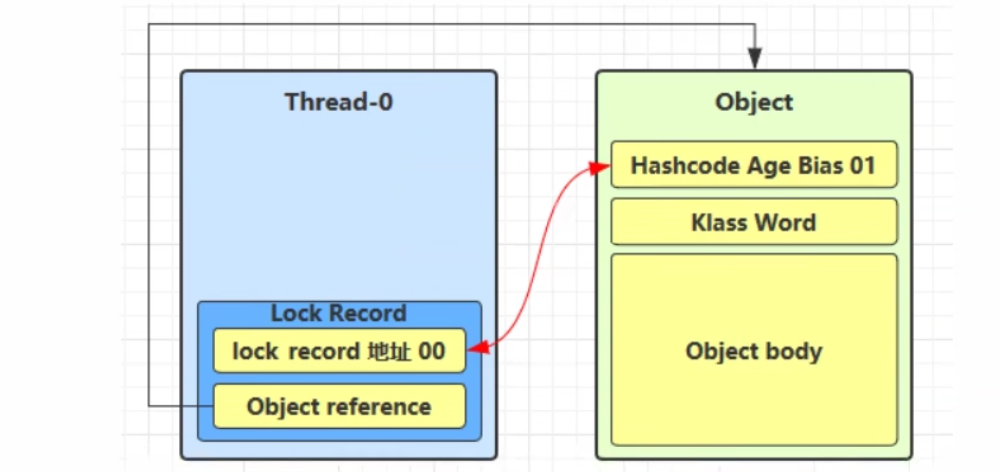 Thread-0
Lock Record
lock record 地址 00
Object reference
Object
Hashcode Age Bias 01
Klass Word
Object body